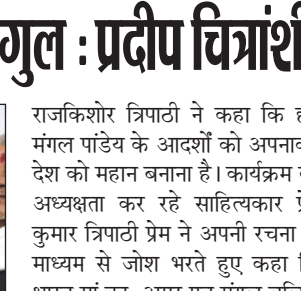 गुल : प्रदीप चित्रांशी
राजकिशोर त्रिपाठी ने कहा कि
मंगल पांडेय के आदर्शों को
देश को महान बनाना है। कार्यक्रम
अध्यक्षता कर रहे साहित्यकार
कुमार त्रिपाठी प्रेम ने अपनी रचना
माध्यम से जोश भरते हुए कहा